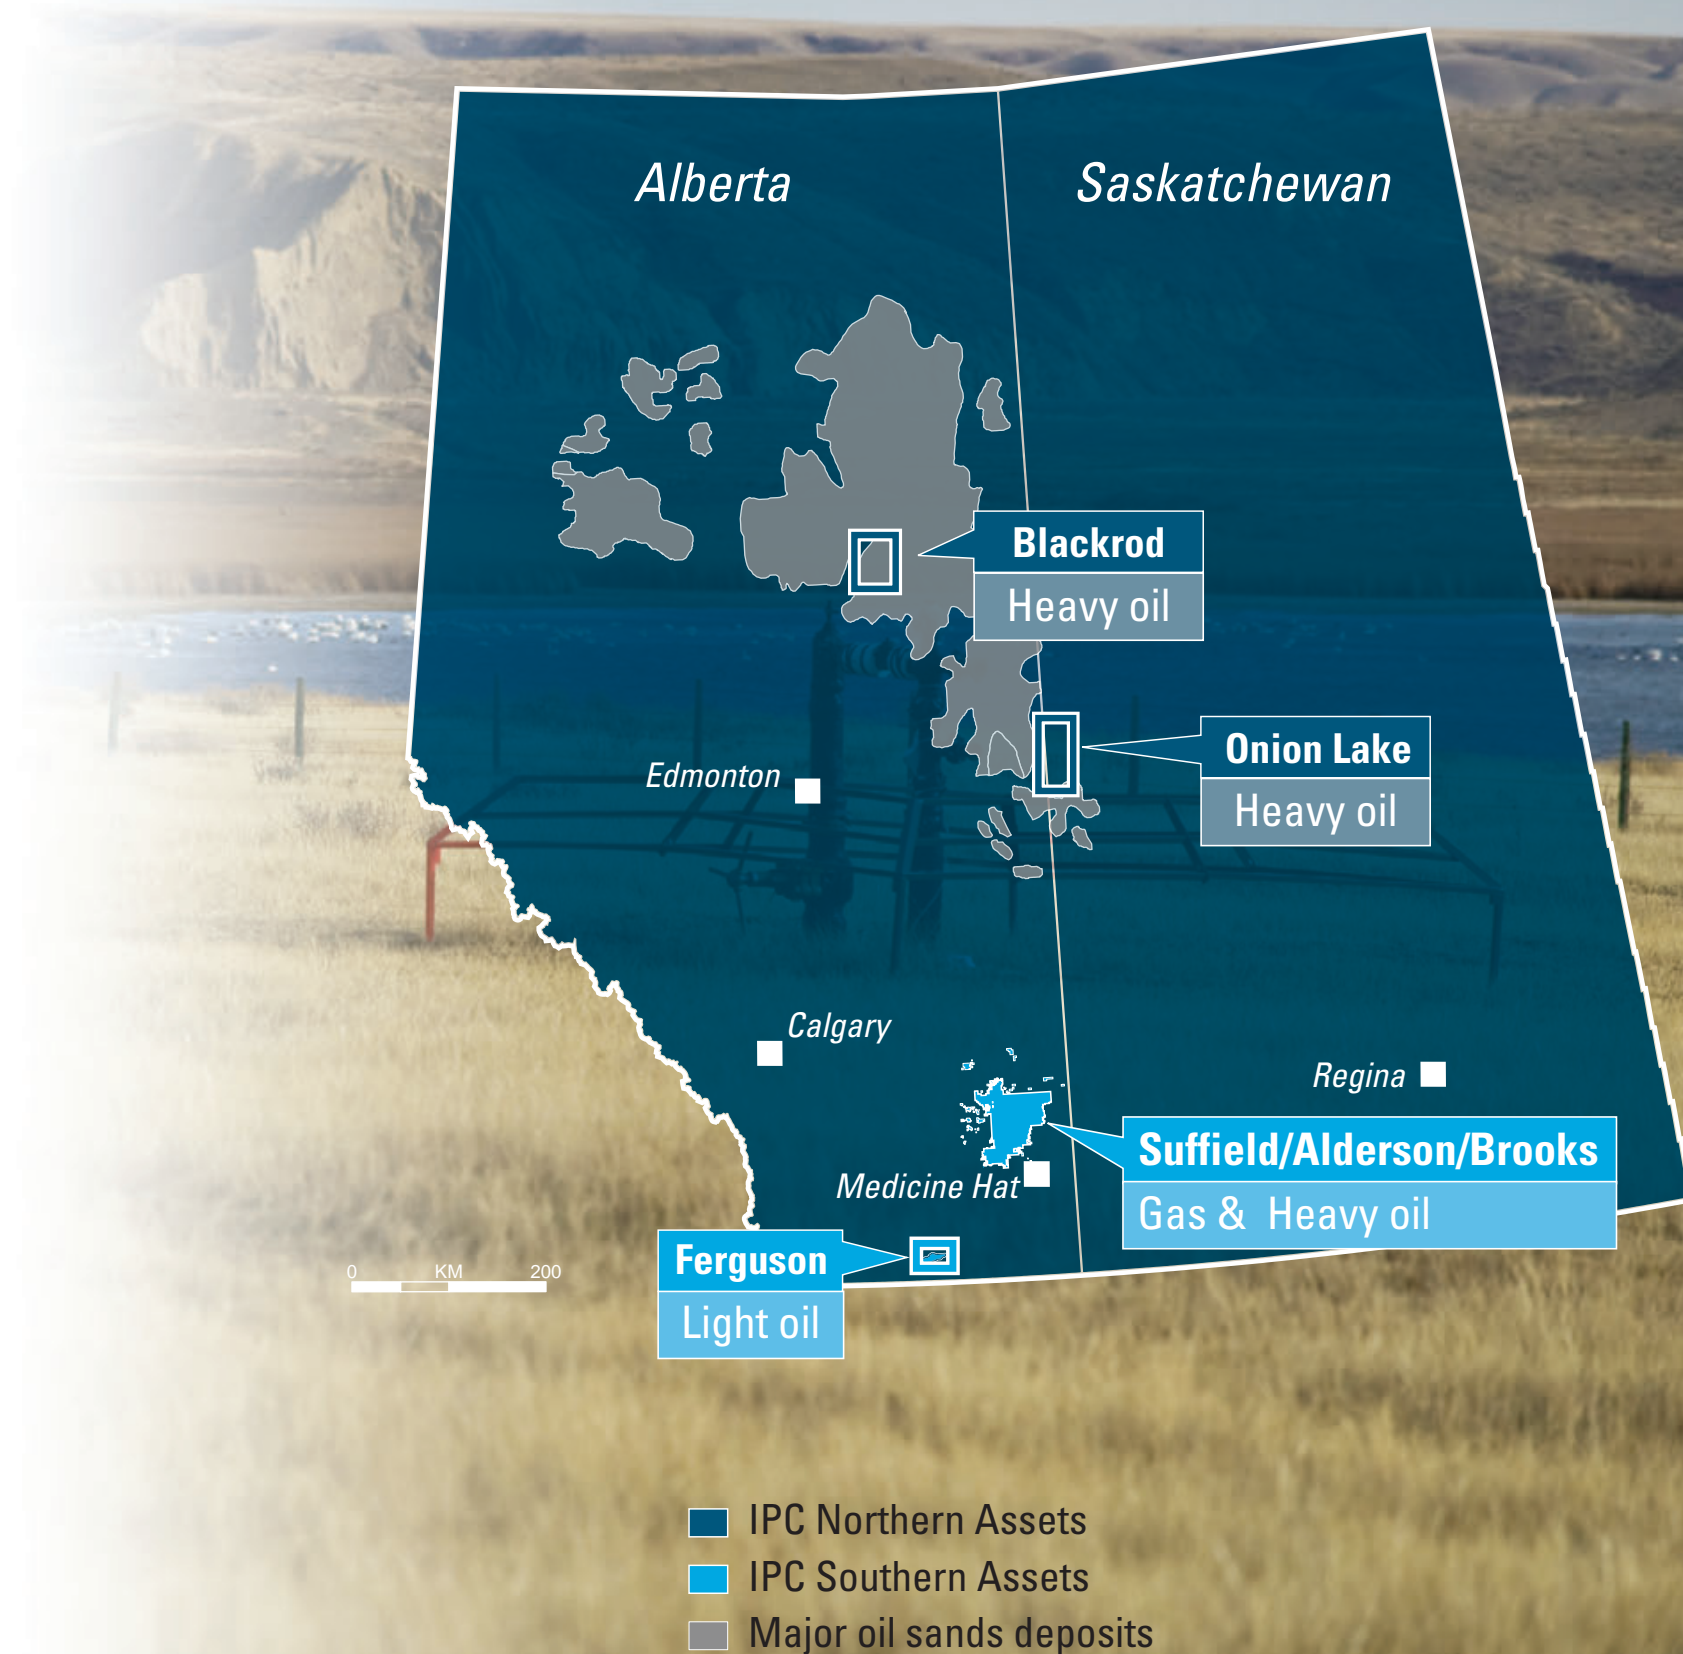 Alberta
Saskatchewan
Blackrod
Heavy oil
Onion Lake
Heavy oil
Edmonton
Calgary
Regina
Suffield/Alderson/Brooks
Gas & Heavy oil
Medicine Hat
Ferguson
Light oil
0 KM 200
IPC Northern Assets
IPC Southern Assets
Major oil sands deposits